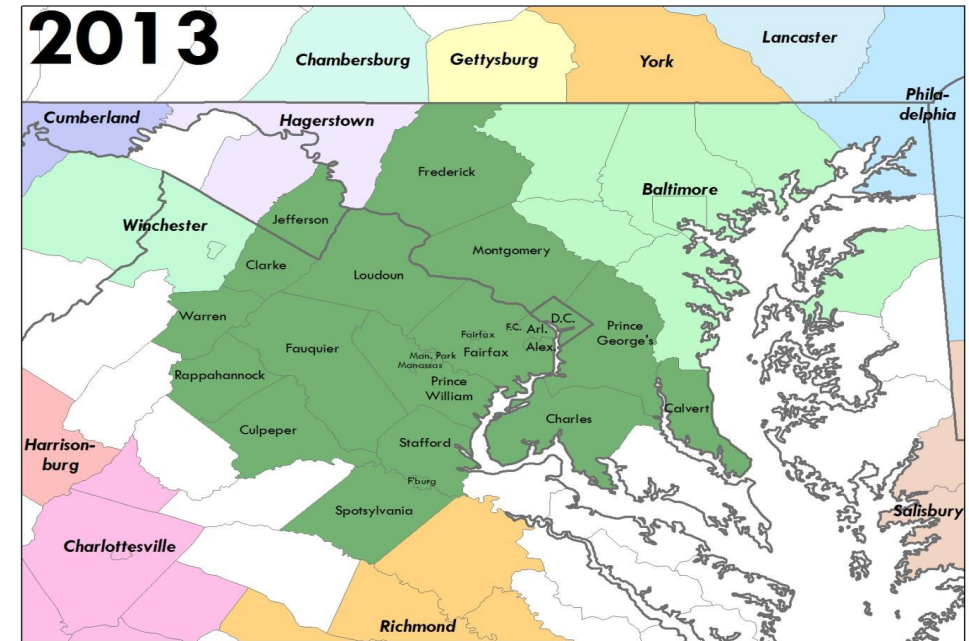 2013
Chambersburg
Gettysburg
York
Lancaster
Phila-
delphia
Cumberland
Hagerstown
Frederick
Baltimore
Jefferson
Winchester
Clarke
Loudoun
Montgomery
Warren
Fauquier
Fairfax
F.C.
Arl.
D.C.
Prince
George's
Man. Park
Manassas
Fairfax
Alex.
Rappahannock
Prince
William
Culpeper
Charles
Calvert
Stafford
Harrison-
burg
F'burg
Spotsylvania
Salisbury
Charlottesville
Richmond